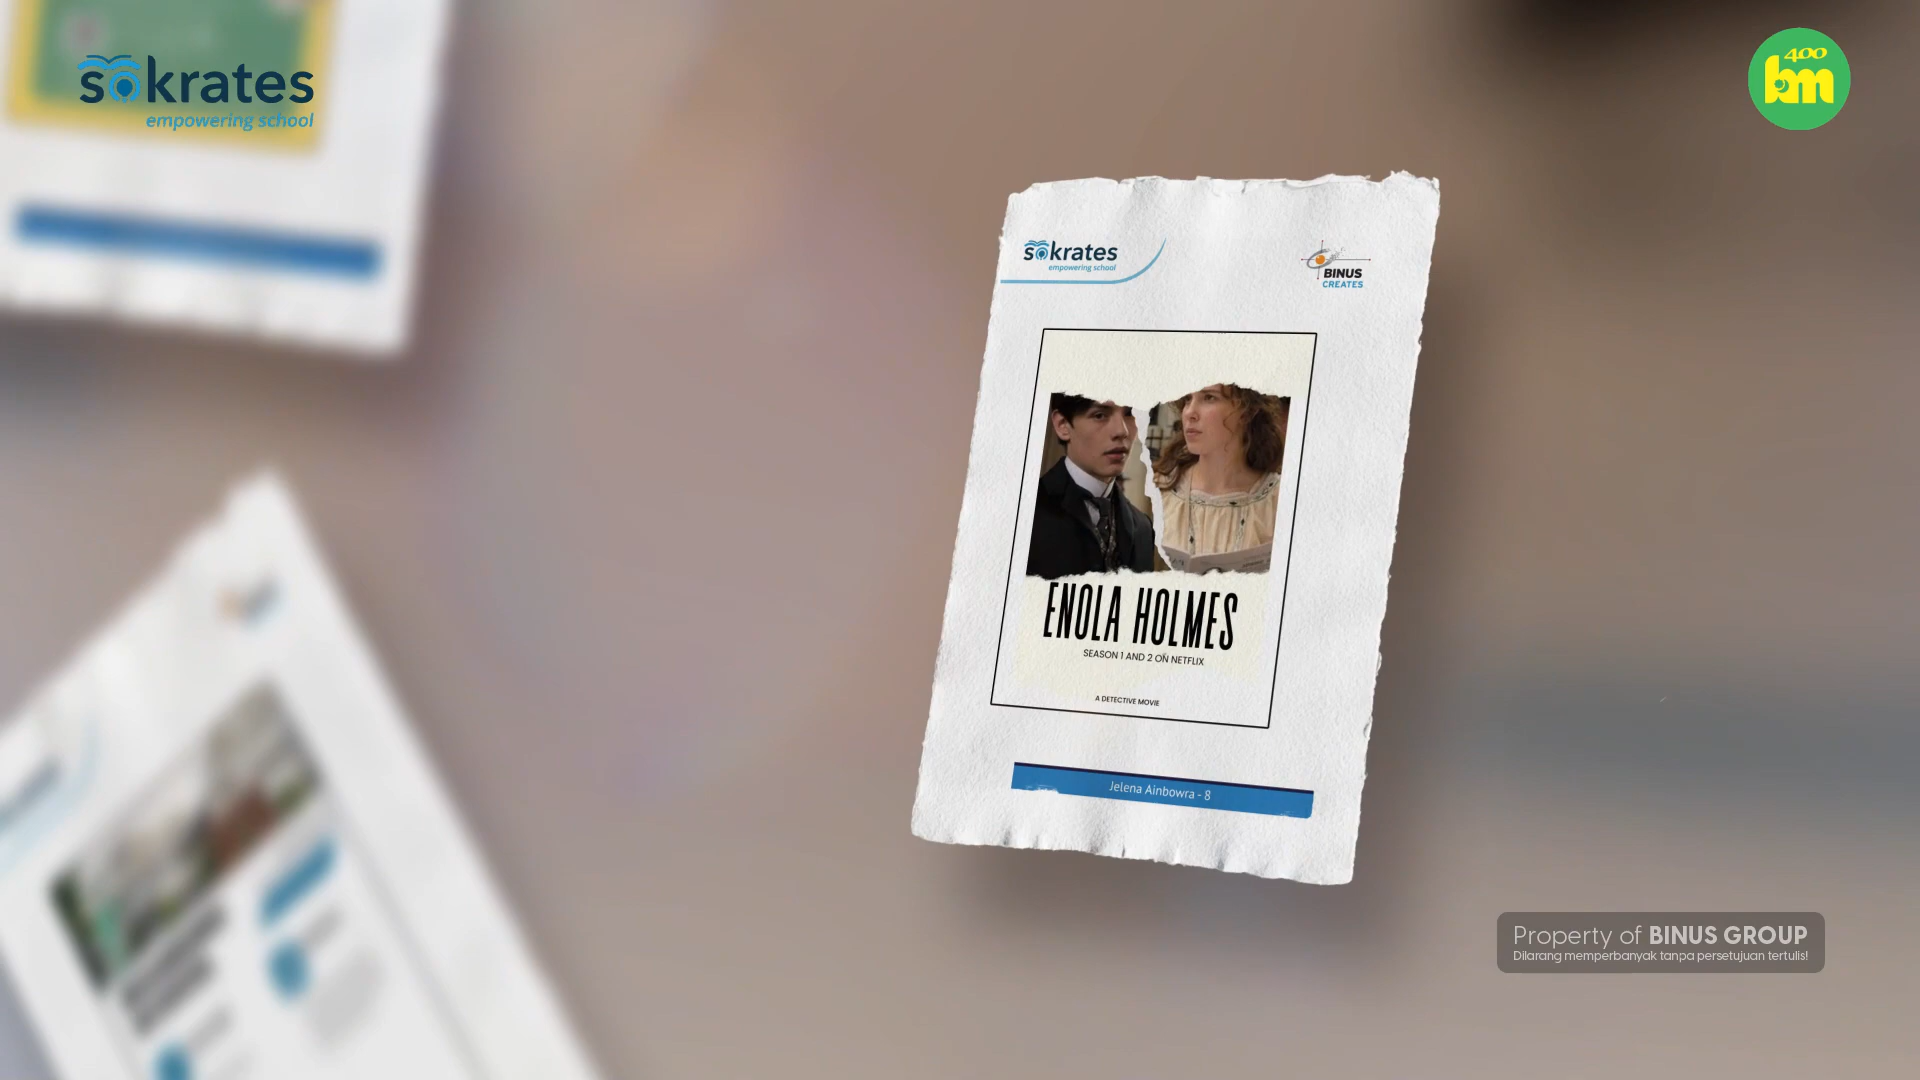 sokrates
empowering school
400
bm
sokrates
empowering school
BINUS
CREATES
ENOLA HOLMES
SEASON 1 AND 2 ON NETFLIX
A DETECTIVE MOVIE
Jelena Ainbowra - 8
Property of BINUS GROUP
Dilarang memperbanyak tanpa persetujuan tertulis!